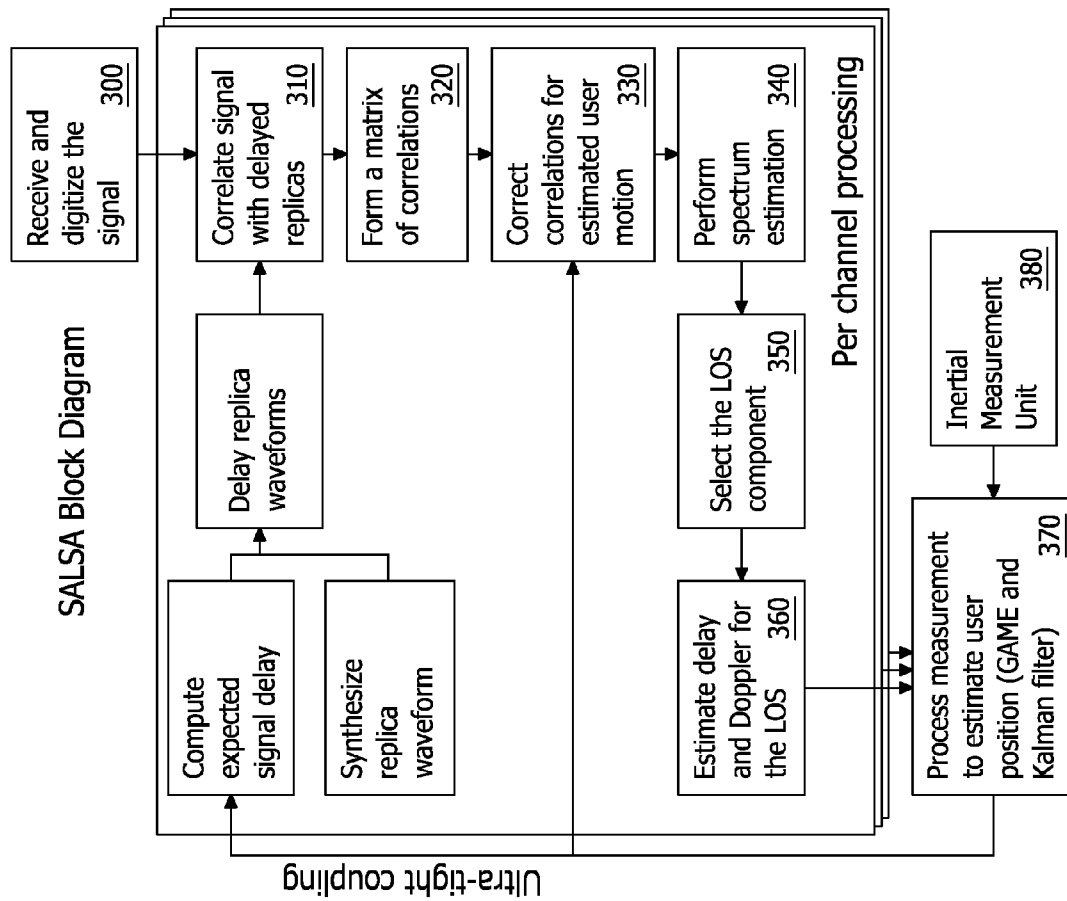 SALSA Block Diagram
Receive and
digitize the
signal
300
Compute
expected
signal delay
Synthesize
replica
waveform
Delay replica
waveforms
Correlate signal
with delayed
replicas
310
Form a matrix
of correlations
320
Correct
correlations for
estimated user
motion
330
Perform
spectrum
estimation
340
Select the LOS
component
350
Estimate delay
and Doppler for
the LOS
360
Per channel processing
Process measurement
to estimate user
position (GAME and
Kalman filter)
370
Inertial
Measurement
Unit
380
Ultra-tight coupling